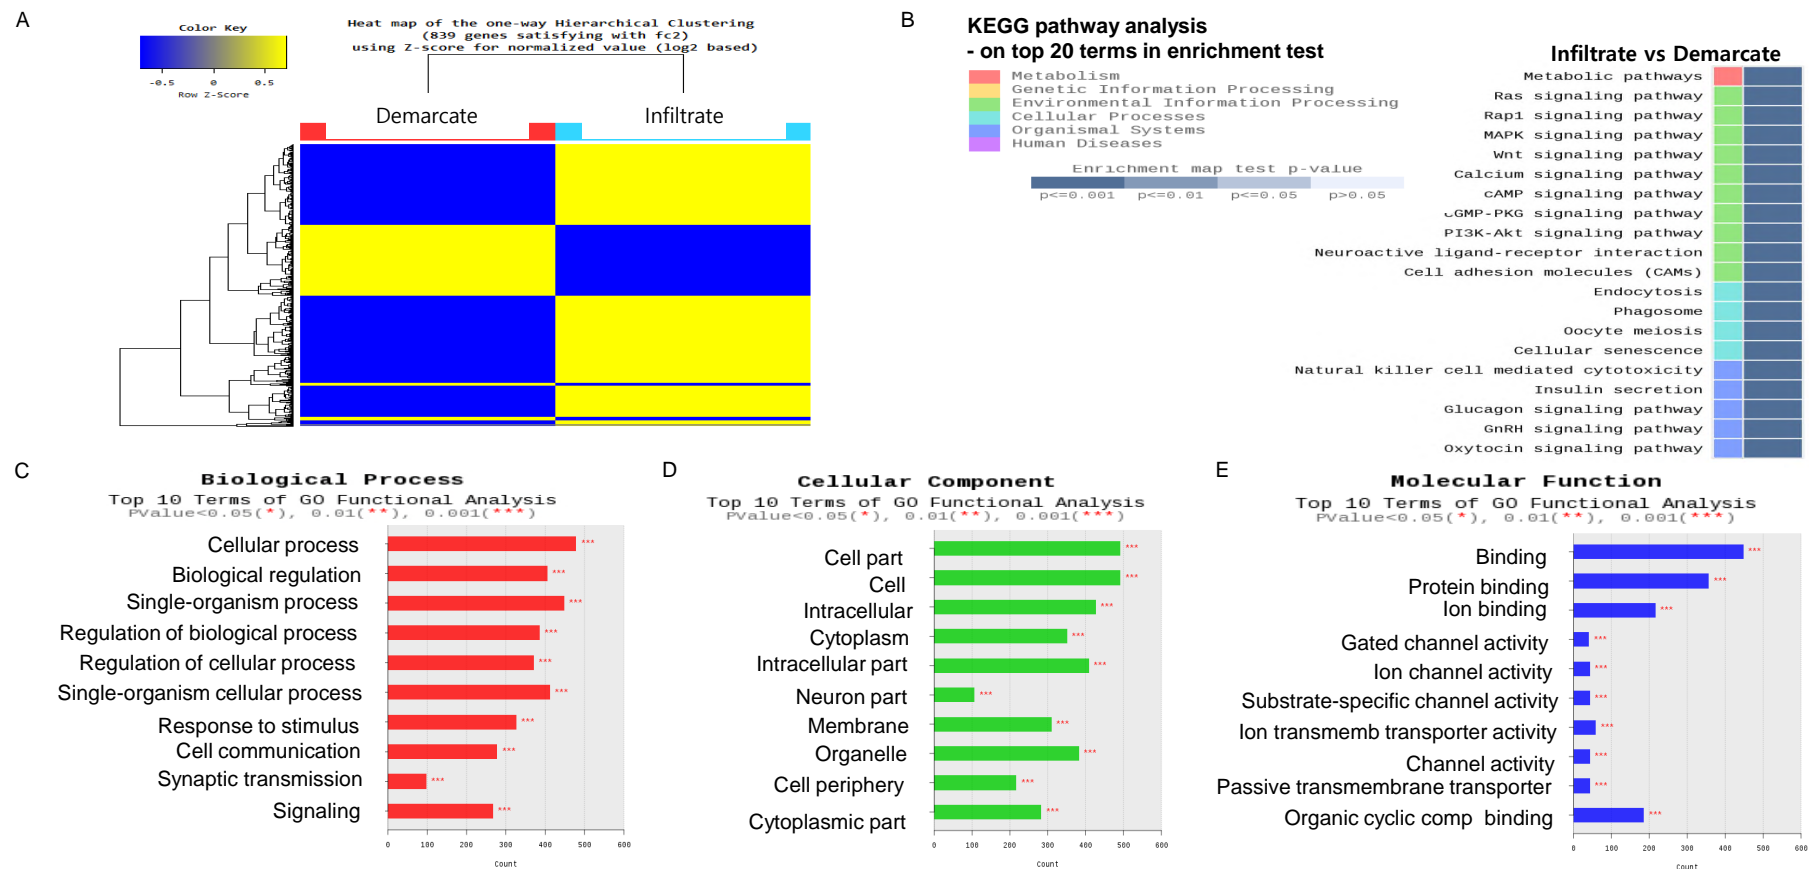 A
Heat map of the one-way Hierarchical Clustering
(839 genes satisfying with fc2)
using Z-score for normalized value (log2 based)
Color Key
-0.5 0 0.5
Row Z-Score
Demarcate Infiltrate
B
KEGG pathway analysis
- on top 20 terms in enrichment test
Metabolism
Genetic Information Processing
Environmental Information Processing
Cellular Processes
Organismal Systems
Human Diseases
Enrichment map test p-value
p<=0.001 p<=0.01 p<=0.05 p>0.05
Infiltrate vs Demarcate
Metabolic pathways
Ras signaling pathway
Rap1 signaling pathway
MAPK signaling pathway
Wnt signaling pathway
Calcium signaling pathway
cAMP signaling pathway
cGMP-PKG signaling pathway
PI3K-Akt signaling pathway
Neuroactive ligand-receptor interaction
Cell adhesion molecules (CAMs)
Endocytosis
Phagosome
Oocyte meiosis
Cellular senescence
Natural killer cell mediated cytotoxicity
Insulin secretion
Glucagon signaling pathway
GnRH signaling pathway
Oxytocin signaling pathway
C
Biological Process
Top 10 Terms of GO Functional Analysis
PValue<0.05(*), 0.01(**), 0.001(***)
Cellular process ***
Biological regulation ***
Single-organism process ***
Regulation of biological process ***
Regulation of cellular process ***
Single-organism cellular process ***
Response to stimulus ***
Cell communication ***
Synaptic transmission ***
Signaling ***
0 100 200 300 400 500 600
Count
D
Cellular Component
Top 10 Terms of GO Functional Analysis
PValue<0.05(*), 0.01(**), 0.001(***)
Cell part ***
Cell ***
Intracellular ***
Cytoplasm ***
Intracellular part ***
Neuron part ***
Membrane ***
Organelle ***
Cell periphery ***
Cytoplasmic part ***
0 100 200 300 400 500 600
Count
E
Molecular Function
Top 10 Terms of GO Functional Analysis
PValue<0.05(*), 0.01(**), 0.001(***)
Binding ***
Protein binding ***
Ion binding ***
Gated channel activity ***
Ion channel activity ***
Substrate-specific channel activity ***
Ion transmemb transporter activity ***
Channel activity ***
Passive transmembrane transporter ***
Organic cyclic comp binding ***
0 100 200 300 400 500 600
Count